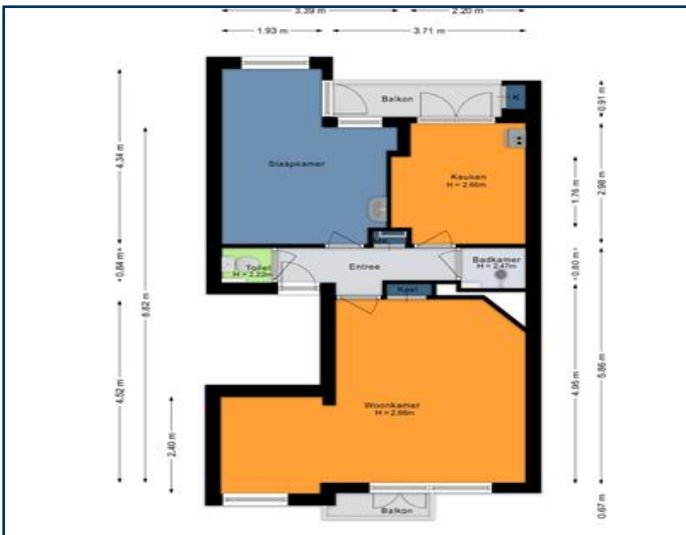 3.39 m
2.20 m
1.93 m
3.71 m
Balkon
K
0.91 m
4.34 m
Slaapkamer
Keuken
H = 2.66m
2.98 m
1.76 m
8.82 m
0.64 m
Toilet
H = 2.22m
Entree
Badkamer
H = 2.47m
0.80 m
Kast
4.52 m
Woonkamer
H = 2.66m
4.95 m
5.86 m
2.40 m
Balkon
0.67 m